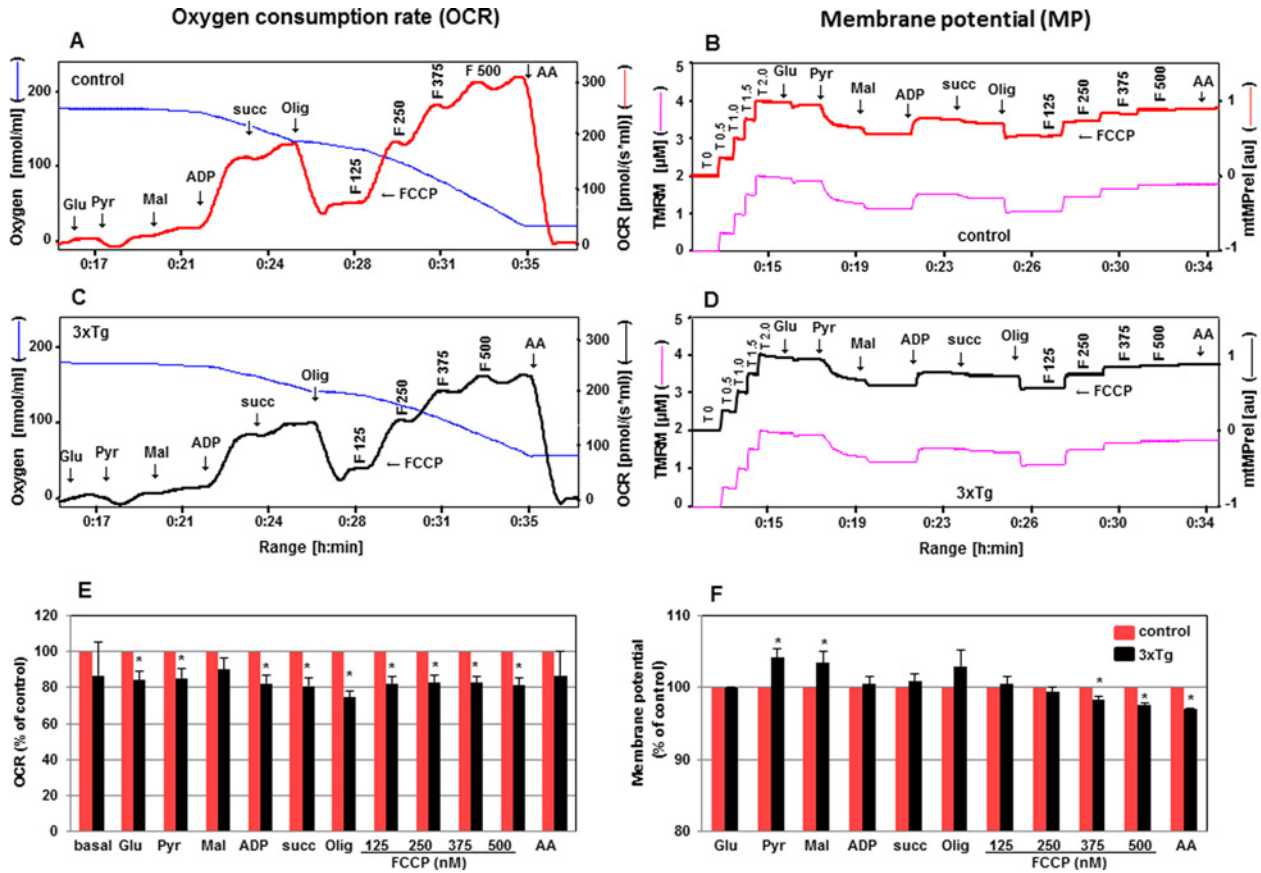 Oxygen consumption rate (OCR)
Membrane potential (MP)
A
control
Oxygen [nmol/ml] (—)
200
100
0
Glu
Pyr
Mal
ADP
succ
Olig
F 125
F 250
F 375
F 500
AA
← FCCP
OCR [pmol/(s*ml)] (—)
300
200
100
0
0:17
0:21
0:24
0:28
0:31
0:35
B
TMRM [µM] (—)
5
4
3
2
1
0
T 0
T 0.5
T 1.0
T 1.5
T 2.0
Glu
Pyr
Mal
ADP
succ
Olig
F 125
F 250
F 375
F 500
AA
← FCCP
control
mtMPrel [au] (—)
1
0
-1
0:15
0:19
0:23
0:26
0:30
0:34
C
3xTg
Oxygen [nmol/ml] (—)
200
100
0
Glu
Pyr
Mal
ADP
succ
Olig
F 125
F 250
F 375
F 500
AA
← FCCP
OCR [pmol/(s*ml)] (—)
300
200
100
0
0:17
0:21
0:24
0:28
0:31
0:35
Range [h:min]
D
TMRM [µM] (—)
5
4
3
2
1
0
T 0
T 0.5
T 1.0
T 1.5
T 2.0
Glu
Pyr
Mal
ADP
succ
Olig
F 125
F 250
F 375
F 500
AA
← FCCP
3xTg
mtMPrel [au] (—)
1
0
-1
0:15
0:19
0:23
0:26
0:30
0:34
Range [h:min]
E
OCR (% of control)
120
100
80
60
40
20
0
* * * * * * * * *
basal Glu Pyr Mal ADP succ Olig 125 250 375 500 AA
FCCP (nM)
F
Membrane potential
(% of control)
110
100
90
80
control
3xTg
* * * * *
Glu Pyr Mal ADP succ Olig 125 250 375 500 AA
FCCP (nM)